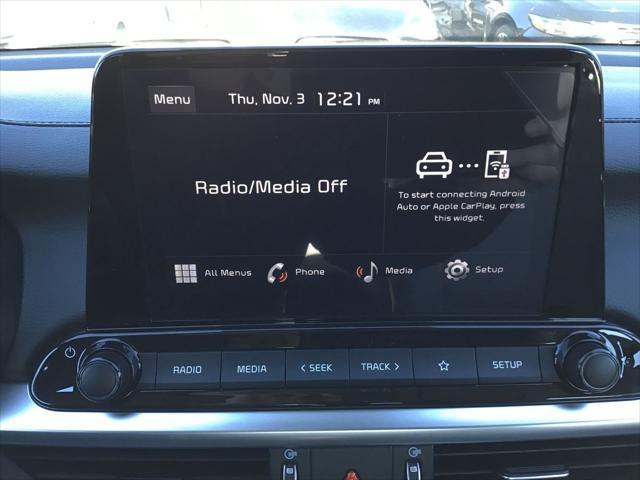 Menu
Thu, Nov. 3 12:21 PM
Radio/Media Off
To start connecting Android
Auto or Apple CarPlay, press
this widget.
All Menus
Phone
Media
Setup
RADIO
MEDIA
< SEEK
TRACK >
SETUP